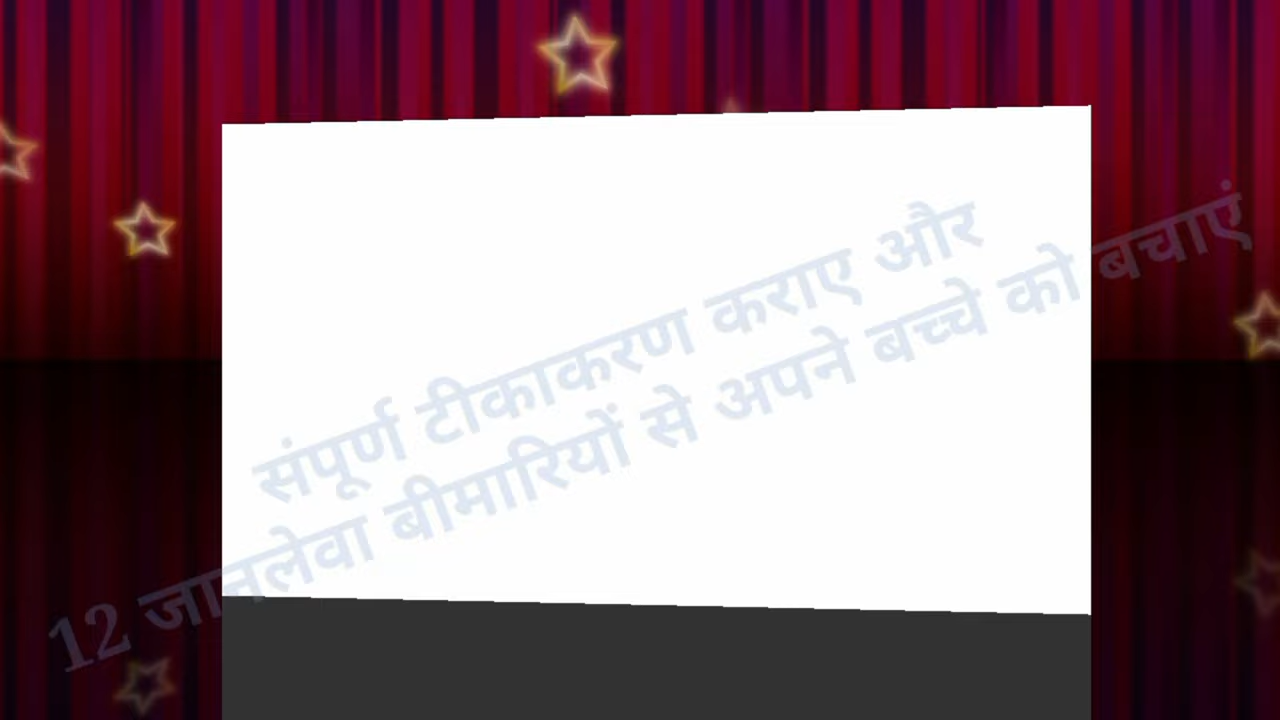 संपूर्ण टीकाकरण कराए और
12 जानलेवा बीमारियों से अपने बच्चे को बचाएं